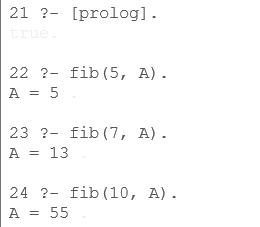 21 ?- [prolog].
true.
22 ?- fib(5, A).
A = 5 .
23 ?- fib(7, A).
A = 13 .
24 ?- fib(10, A).
A = 55 .